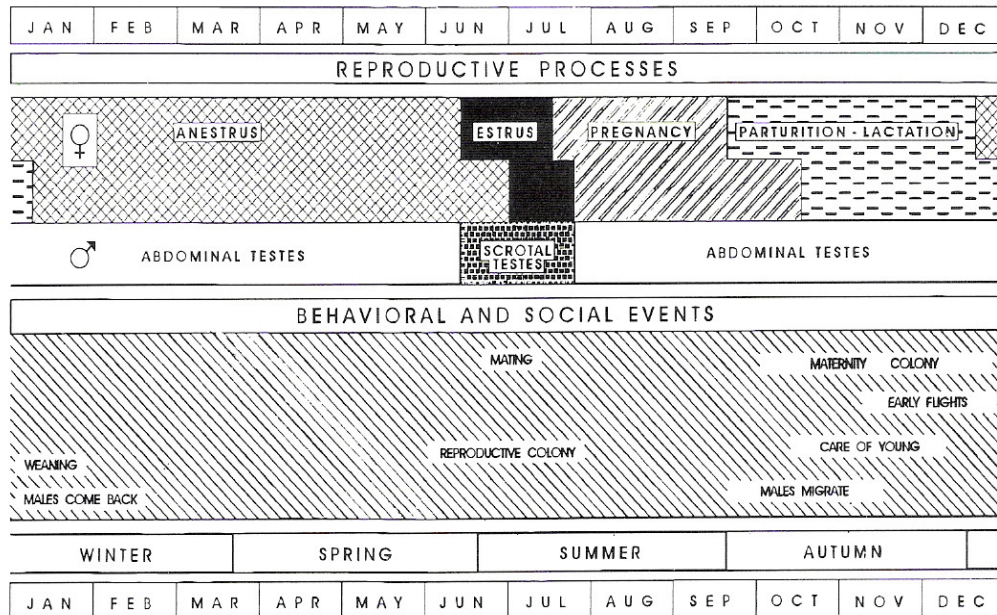 JAN FEB MAR APR MAY JUN JUL AUG SEP OCT NOV DEC
REPRODUCTIVE PROCESSES
♀ ANESTRUS ESTRUS PREGNANCY PARTURITION - LACTATION
♂ ABDOMINAL TESTES SCROTAL TESTES ABDOMINAL TESTES
BEHAVIORAL AND SOCIAL EVENTS
MATING MATERNITY COLONY
EARLY FLIGHTS
REPRODUCTIVE COLONY CARE OF YOUNG
WEANING
MALES COME BACK MALES MIGRATE
WINTER SPRING SUMMER AUTUMN
JAN FEB MAR APR MAY JUN JUL AUG SEP OCT NOV DEC